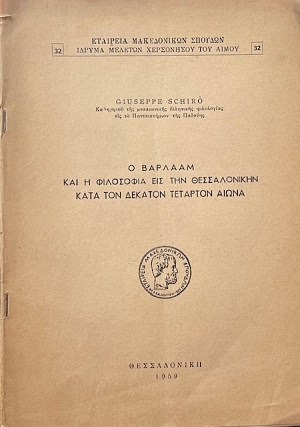 ΕΤΑΙΡΕΙΑ ΜΑΚΕΔΟΝΙΚΩΝ ΣΠΟΥΔΩΝ
32 ΙΔΡΥΜΑ ΜΕΛΕΤΩΝ ΧΕΡΣΟΝΗΣΟΥ ΤΟΥ ΑΙΜΟΥ 32
GIUSEPPE SCHIRÒ
Καθηγητοῦ τῆς μεσαιωνικῆς ἑλληνικῆς φιλολογίας
εἰς τὸ Πανεπιστήμιον τῆς Παδούης
Ο ΒΑΡΛΑΑΜ
ΚΑΙ Η ΦΙΛΟΣΟΦΙΑ ΕΙΣ ΤΗΝ ΘΕΣΣΑΛΟΝΙΚΗΝ
ΚΑΤΑ ΤΟΝ ΔΕΚΑΤΟΝ ΤΕΤΑΡΤΟΝ ΑΙΩΝΑ
ΕΤΑΙΡΕΙΑ ΜΑΚΕΔΟΝΙΚΩΝ ΣΠΟΥΔΩΝ
ΘΕΣΣΑΛΟΝΙΚΗ
1959